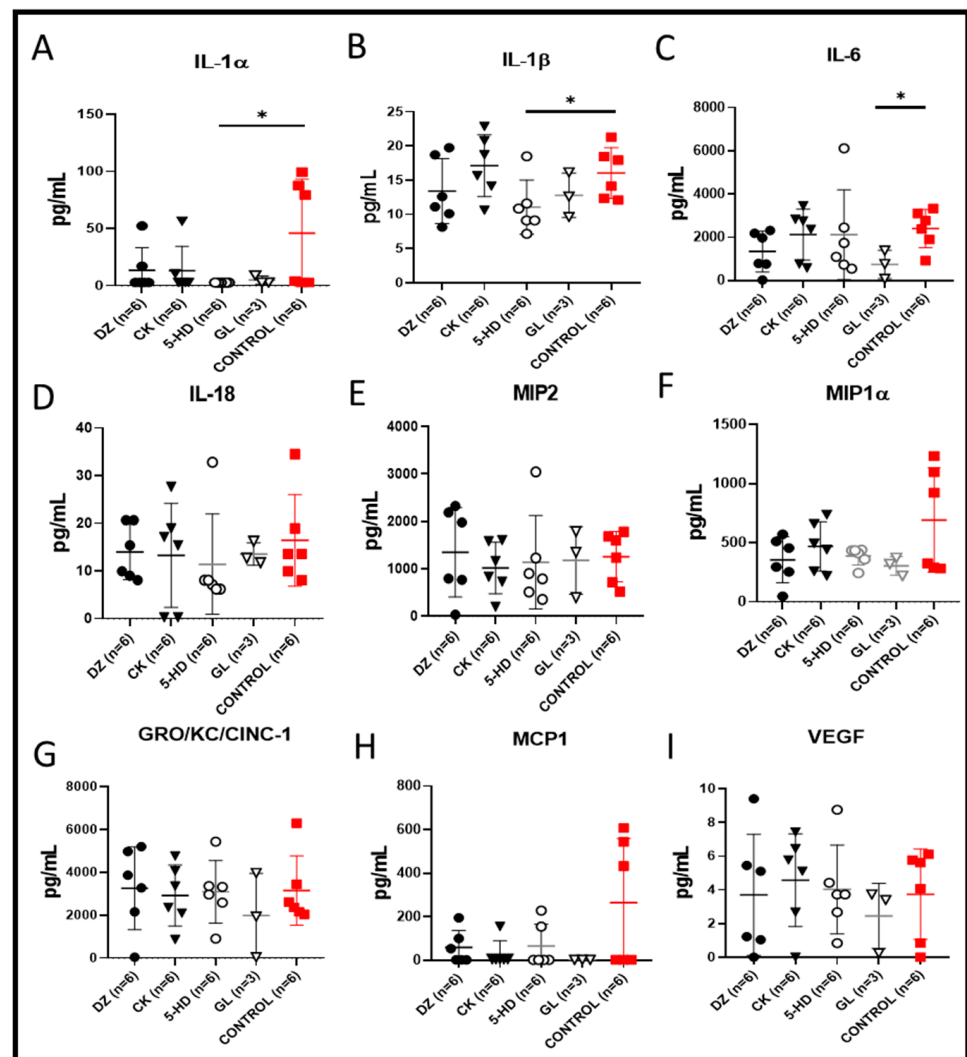 A
IL-1α
*
pg/mL
150
100
50
0
DZ (n=6)
CK (n=6)
5-HD (n=6)
GL (n=3)
CONTROL (n=6)
B
IL-1β
*
pg/mL
25
20
15
10
5
0
DZ (n=6)
CK (n=6)
5-HD (n=6)
GL (n=3)
CONTROL (n=6)
C
IL-6
*
pg/mL
8000
6000
4000
2000
0
DZ (n=6)
CK (n=6)
5-HD (n=6)
GL (n=3)
CONTROL (n=6)
D
IL-18
pg/mL
40
30
20
10
0
DZ (n=6)
CK (n=6)
5-HD (n=6)
GL (n=3)
CONTROL (n=6)
E
MIP2
pg/mL
4000
3000
2000
1000
0
DZ (n=6)
CK (n=6)
5-HD (n=6)
GL (n=3)
CONTROL (n=6)
F
MIP1α
pg/mL
1500
1000
500
0
DZ (n=6)
CK (n=6)
5-HD (n=6)
GL (n=3)
CONTROL (n=6)
G
GRO/KC/CINC-1
pg/mL
8000
6000
4000
2000
0
DZ (n=6)
CK (n=6)
5-HD (n=6)
GL (n=3)
CONTROL (n=6)
H
MCP1
pg/mL
800
600
400
200
0
DZ (n=6)
CK (n=6)
5-HD (n=6)
GL (n=3)
CONTROL (n=6)
I
VEGF
pg/mL
10
8
6
4
2
0
DZ (n=6)
CK (n=6)
5-HD (n=6)
GL (n=3)
CONTROL (n=6)